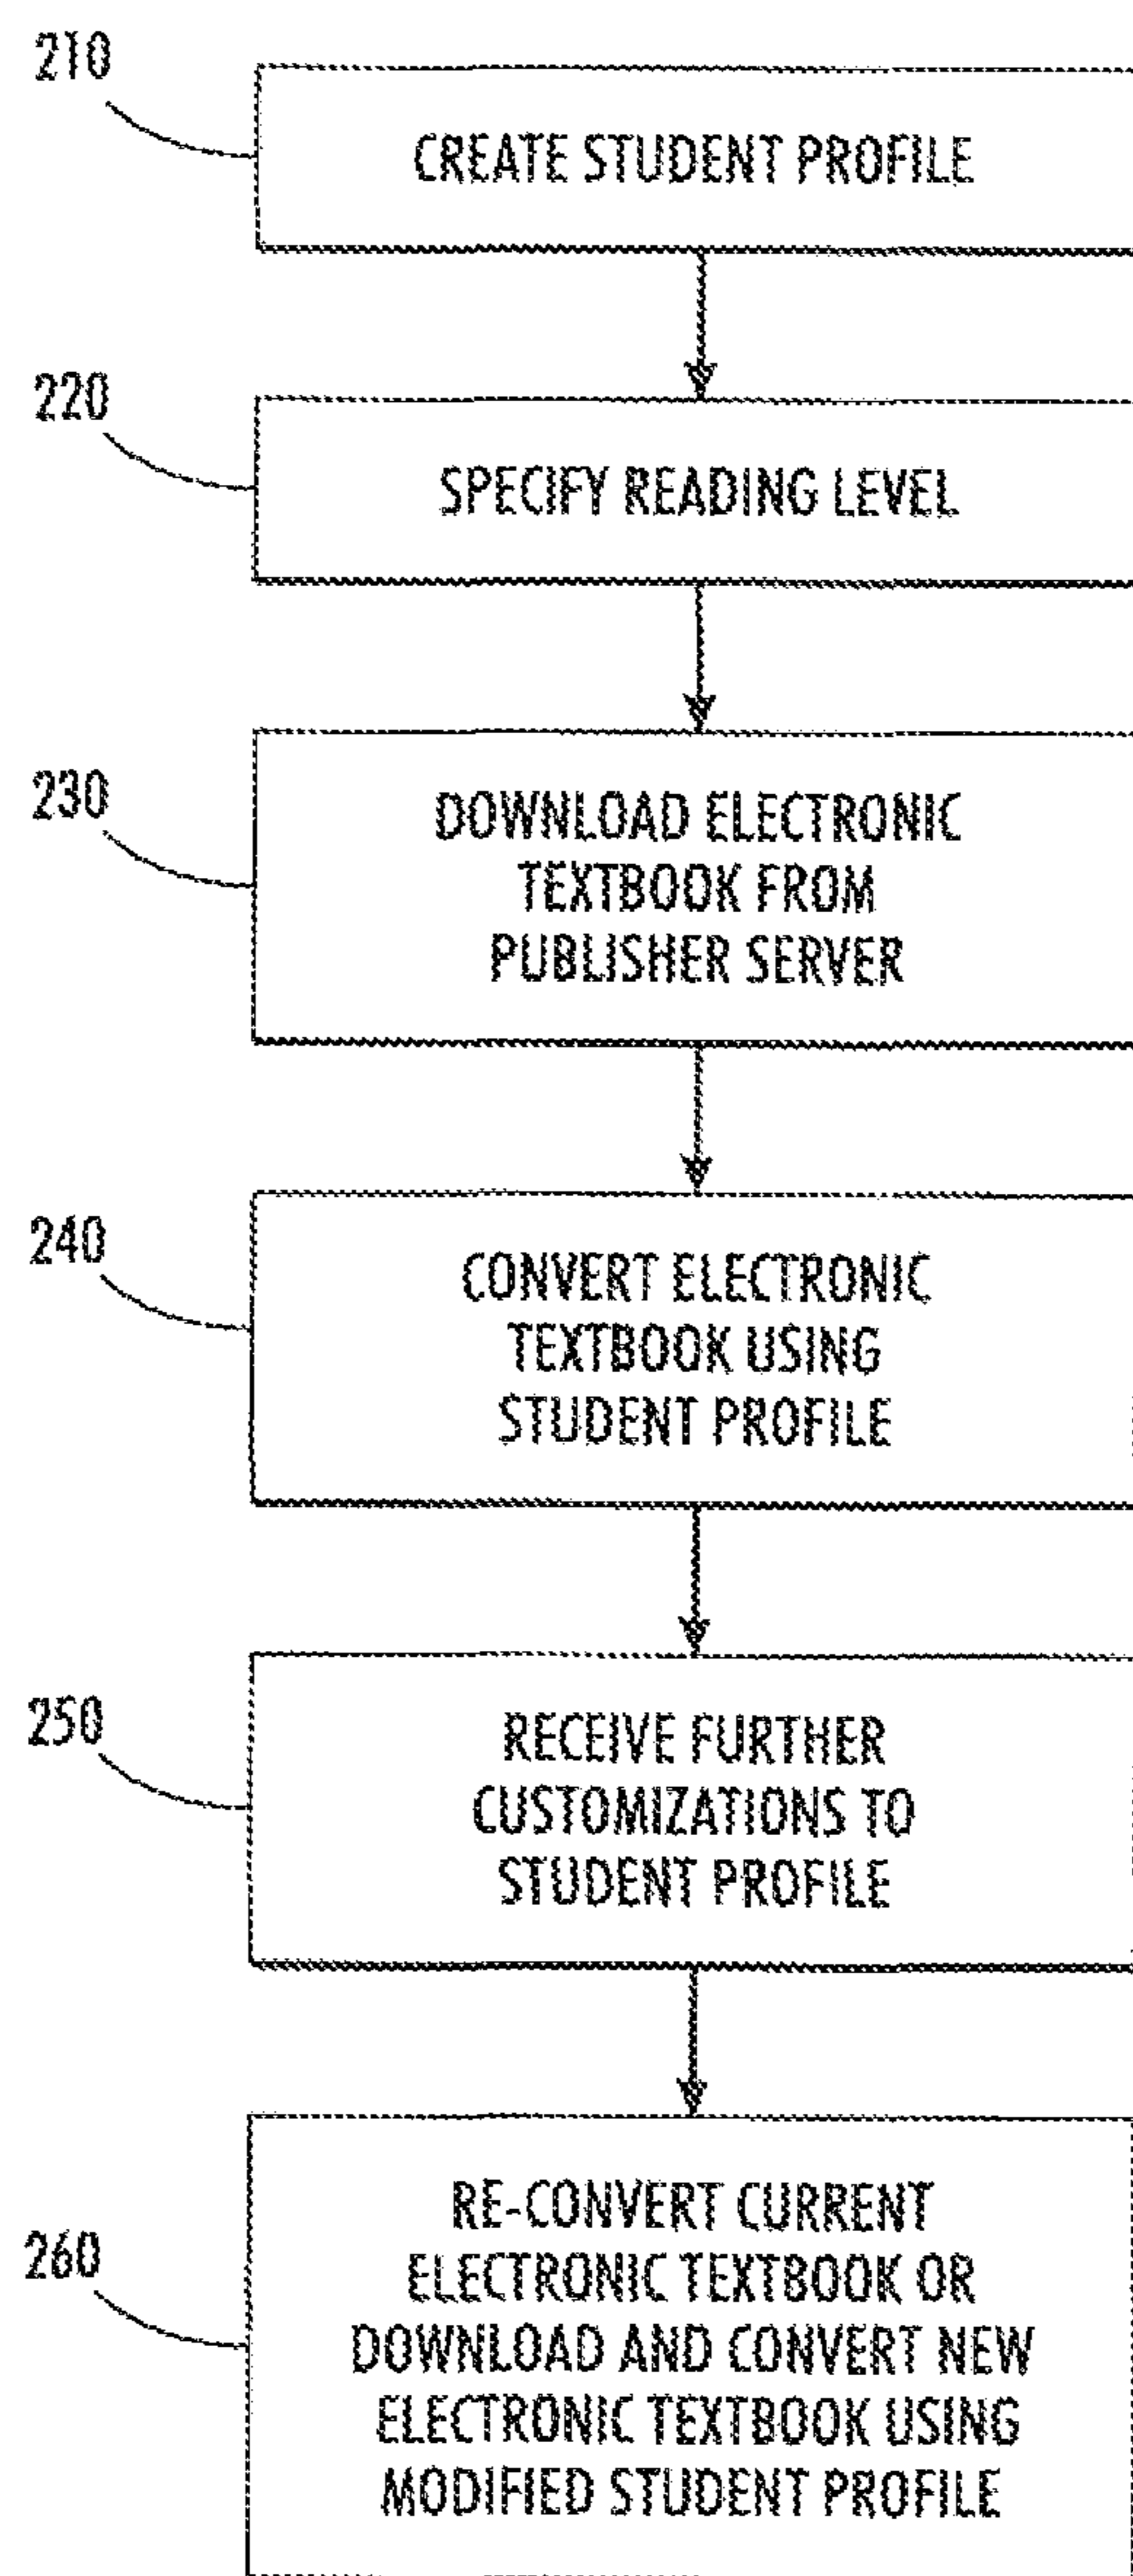 210
CREATE STUDENT PROFILE
220
SPECIFY READING LEVEL
230
DOWNLOAD ELECTRONIC
TEXTBOOK FROM
PUBLISHER SERVER
240
CONVERT ELECTRONIC
TEXTBOOK USING
STUDENT PROFILE
250
RECEIVE FURTHER
CUSTOMIZATIONS TO
STUDENT PROFILE
260
RE-CONVERT CURRENT
ELECTRONIC TEXTBOOK OR
DOWNLOAD AND CONVERT NEW
ELECTRONIC TEXTBOOK USING
MODIFIED STUDENT PROFILE